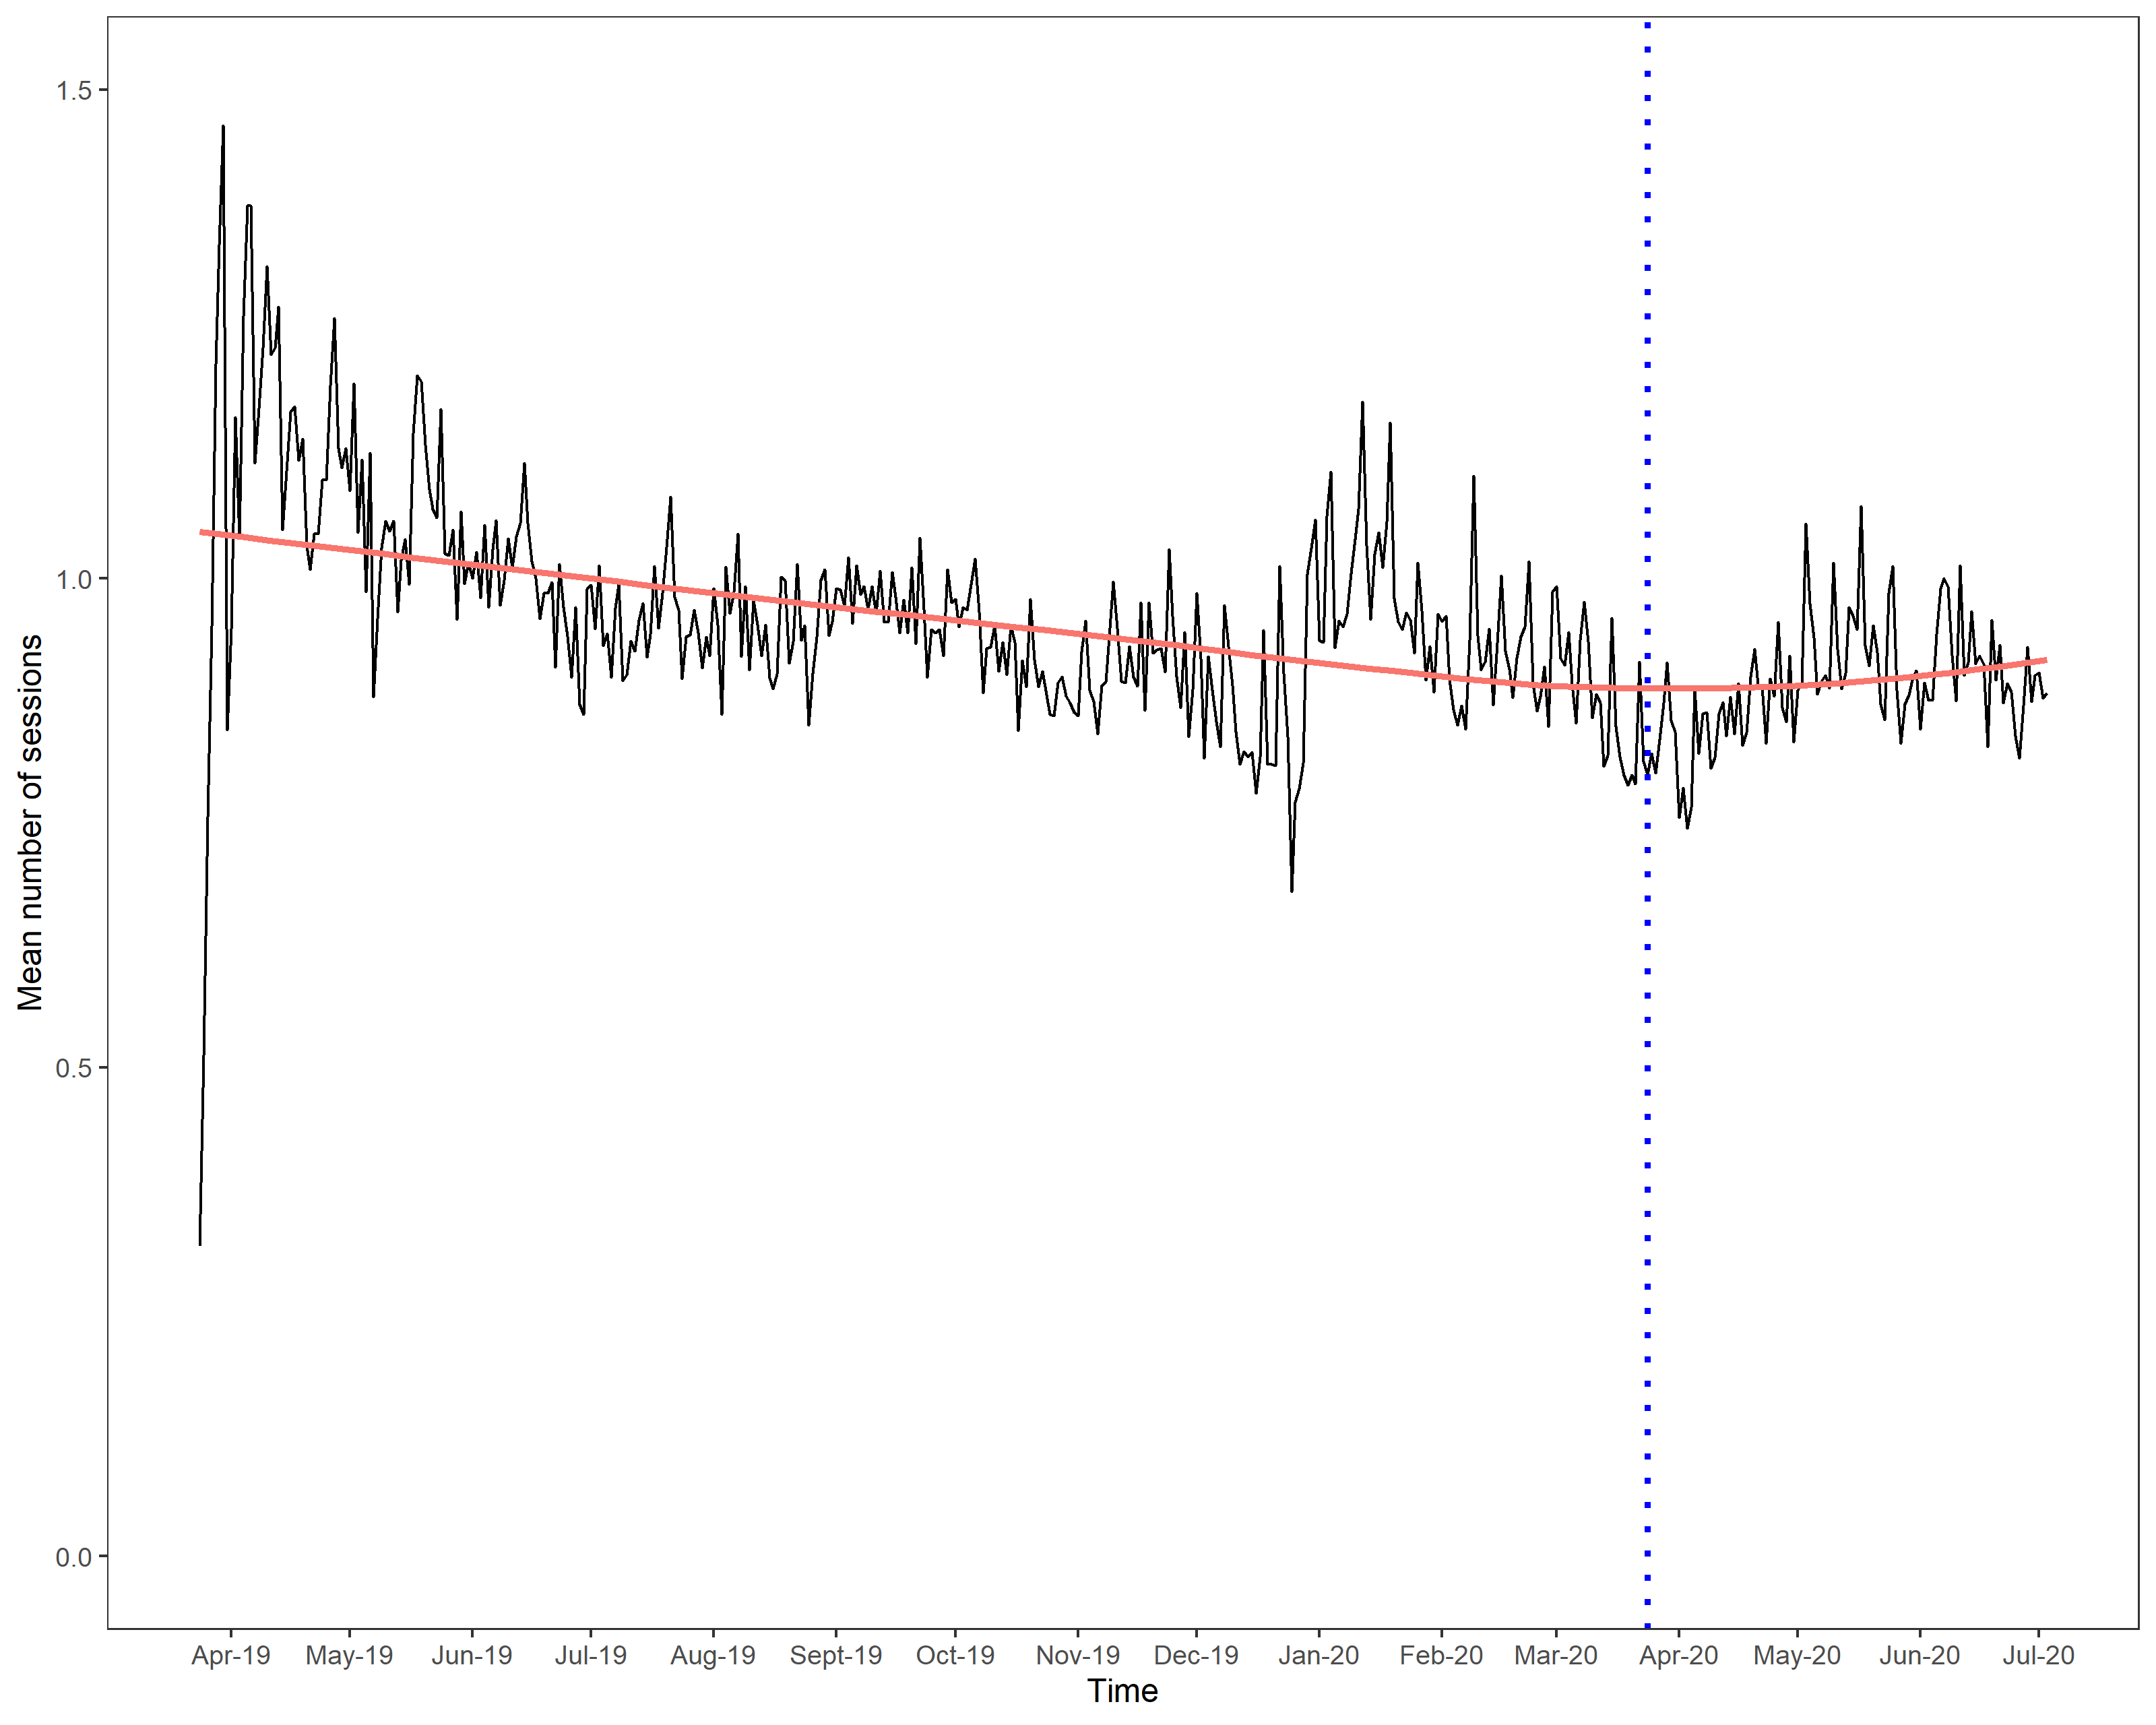 Mean number of sessions
1.5
1.0
0.5
0.0
Apr-19 May-19 Jun-19 Jul-19 Aug-19 Sept-19 Oct-19 Nov-19 Dec-19 Jan-20 Feb-20 Mar-20 Apr-20 May-20 Jun-20 Jul-20
Time